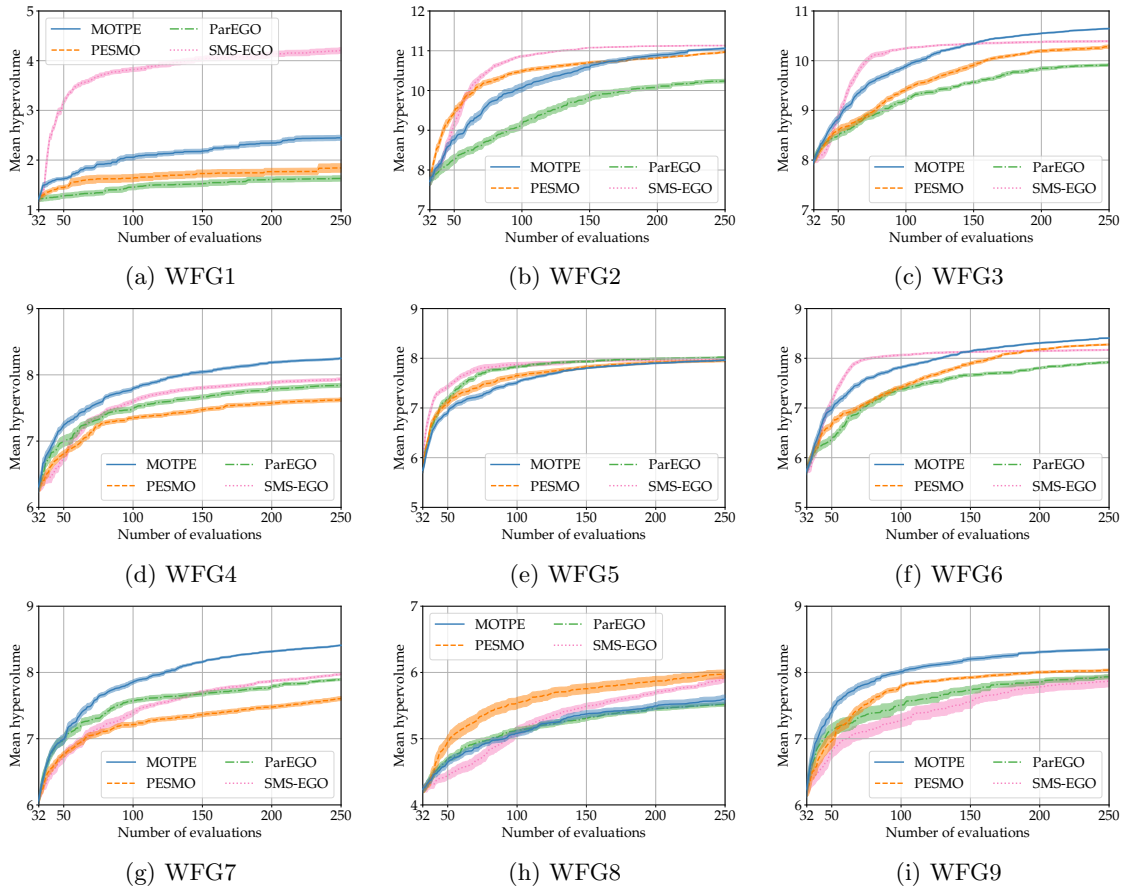 5
4
3
2
1
Mean hypervolume
MOTPE
PESMO
ParEGO
SMS-EGO
32 50 100 150 200 250
Number of evaluations
(a) WFG1
12
11
10
9
8
7
Mean hypervolume
MOTPE
PESMO
ParEGO
SMS-EGO
32 50 100 150 200 250
Number of evaluations
(b) WFG2
11
10
9
8
7
Mean hypervolume
MOTPE
PESMO
ParEGO
SMS-EGO
32 50 100 150 200 250
Number of evaluations
(c) WFG3
9
8
7
6
Mean hypervolume
MOTPE
PESMO
ParEGO
SMS-EGO
32 50 100 150 200 250
Number of evaluations
(d) WFG4
9
8
7
6
5
Mean hypervolume
MOTPE
PESMO
ParEGO
SMS-EGO
32 50 100 150 200 250
Number of evaluations
(e) WFG5
9
8
7
6
5
Mean hypervolume
MOTPE
PESMO
ParEGO
SMS-EGO
32 50 100 150 200 250
Number of evaluations
(f) WFG6
9
8
7
6
Mean hypervolume
MOTPE
PESMO
ParEGO
SMS-EGO
32 50 100 150 200 250
Number of evaluations
(g) WFG7
7
6
5
4
Mean hypervolume
MOTPE
PESMO
ParEGO
SMS-EGO
32 50 100 150 200 250
Number of evaluations
(h) WFG8
9
8
7
6
Mean hypervolume
MOTPE
PESMO
ParEGO
SMS-EGO
32 50 100 150 200 250
Number of evaluations
(i) WFG9